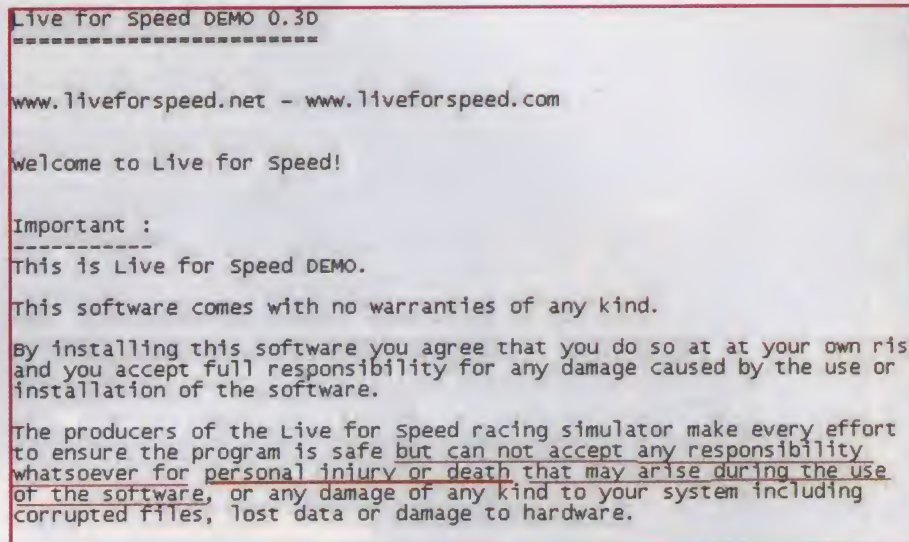 Live for Speed DEMO 0.3D
========================
www.liveforspeed.net - www.liveforspeed.com
Welcome to Live for Speed!
Important :
-----------
This is Live for Speed DEMO.
This software comes with no warranties of any kind.
By installing this software you agree that you do so at at your own ris
and you accept full responsibility for any damage caused by the use or
installation of the software.
The producers of the Live for Speed racing simulator make every effort
to ensure the program is safe but can not accept any responsibility
whatsoever for personal injury or death that may arise during the use
of the software, or any damage of any kind to your system including
corrupted files, lost data or damage to hardware.